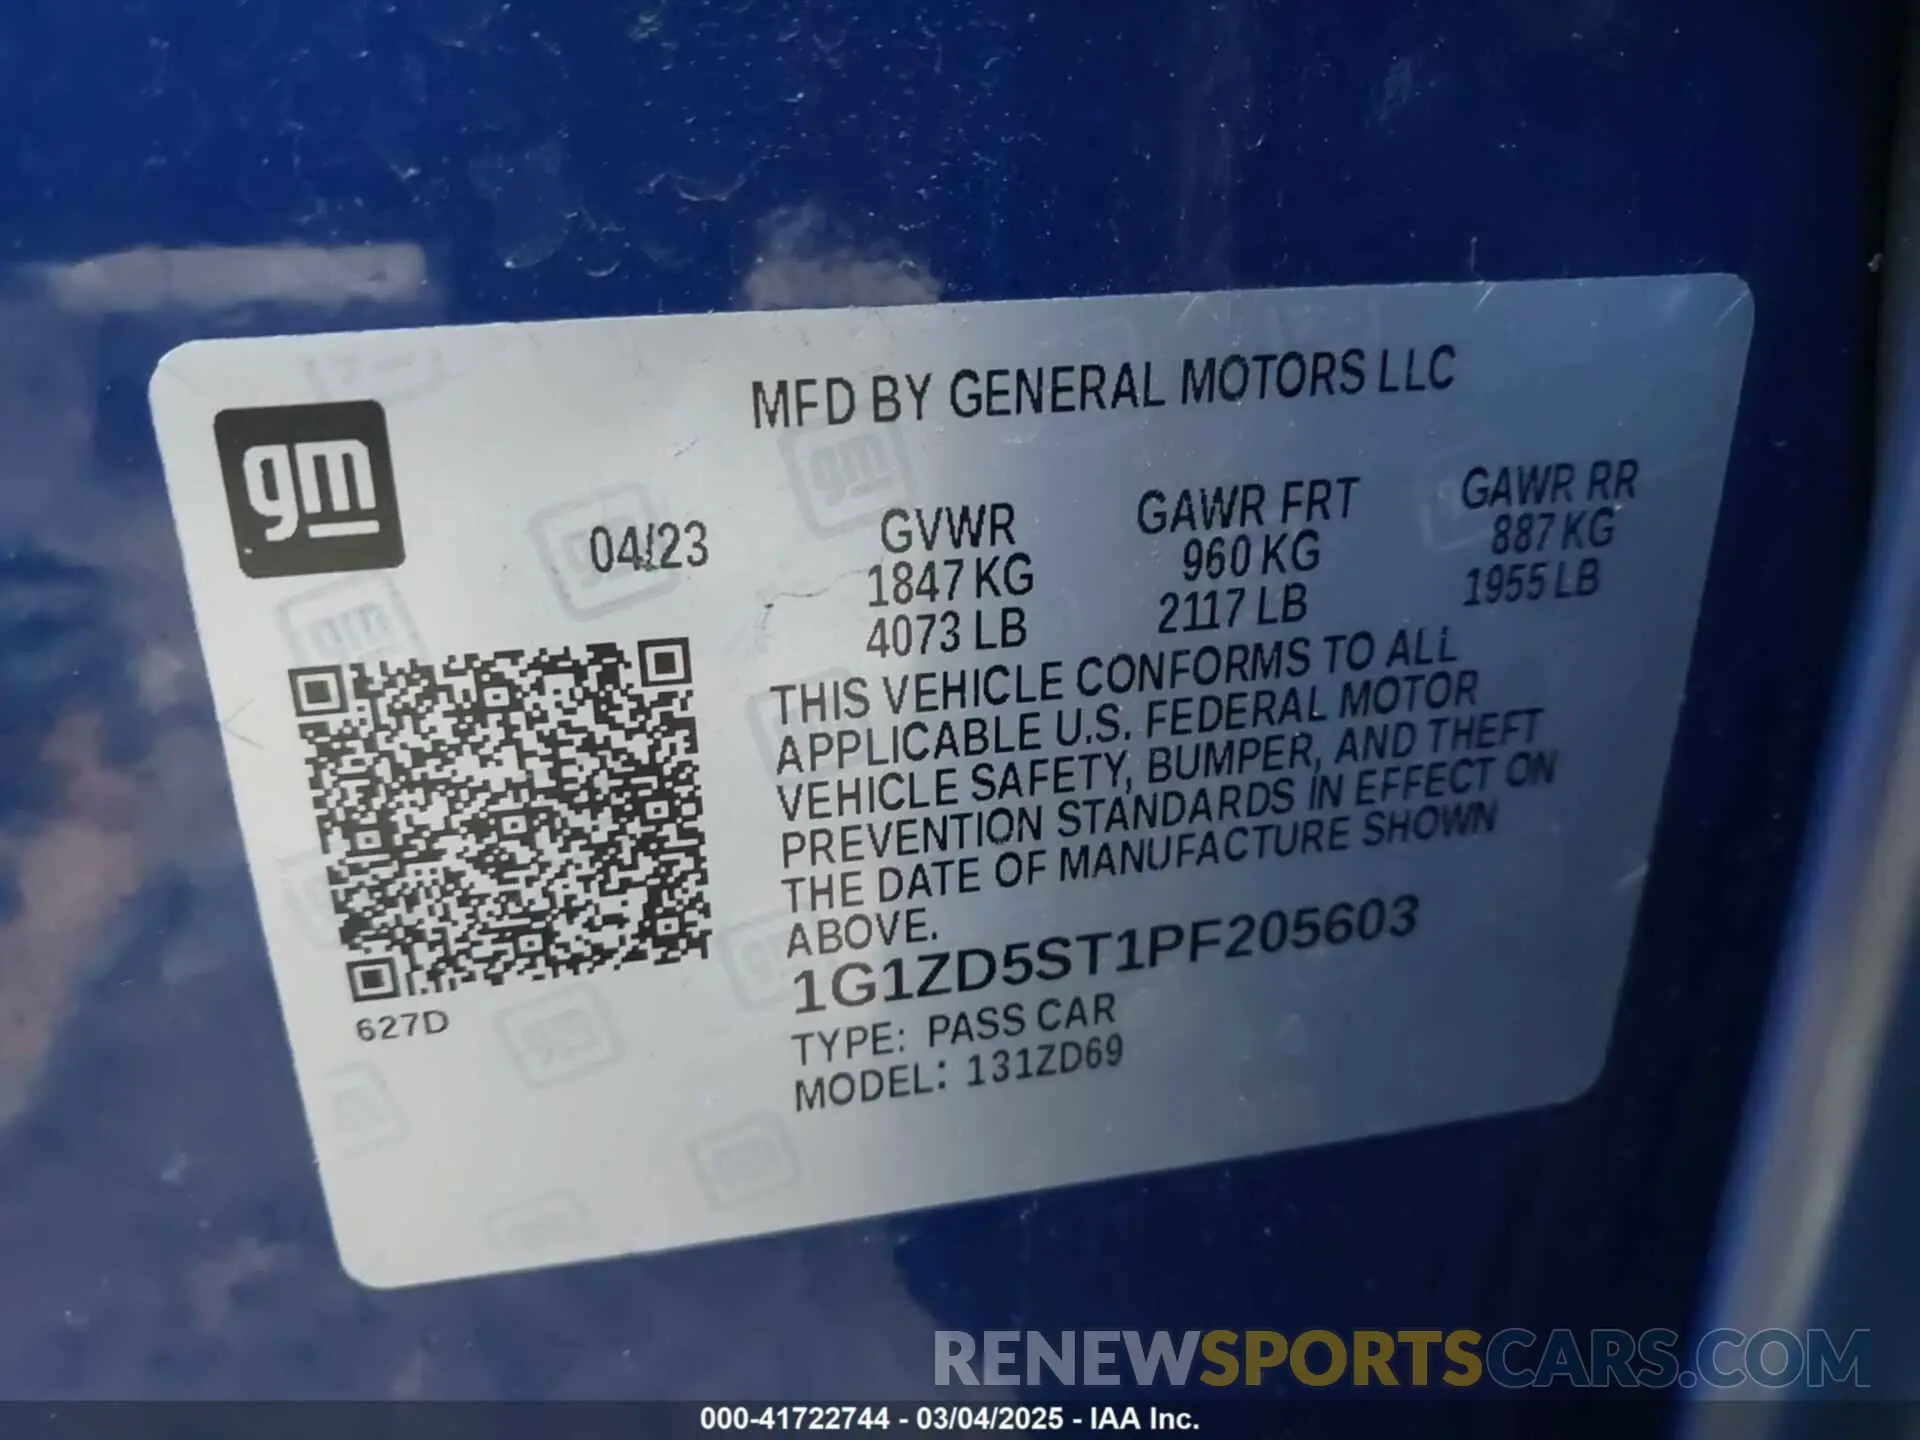 MFD BY GENERAL MOTORS LLC
gm
04/23
GVWR
1847 KG
4073 LB
GAWR FRT
960 KG
2117 LB
GAWR RR
887 KG
1955 LB
THIS VEHICLE CONFORMS TO ALL
APPLICABLE U.S. FEDERAL MOTOR
VEHICLE SAFETY, BUMPER, AND THEFT
PREVENTION STANDARDS IN EFFECT ON
THE DATE OF MANUFACTURE SHOWN
ABOVE.
1G1ZD5ST1PF205603
TYPE: PASS CAR
MODEL: 131ZD69
627D
RENEWSPORTSCARS.COM
000-41722744 - 03/04/2025 - IAA Inc.